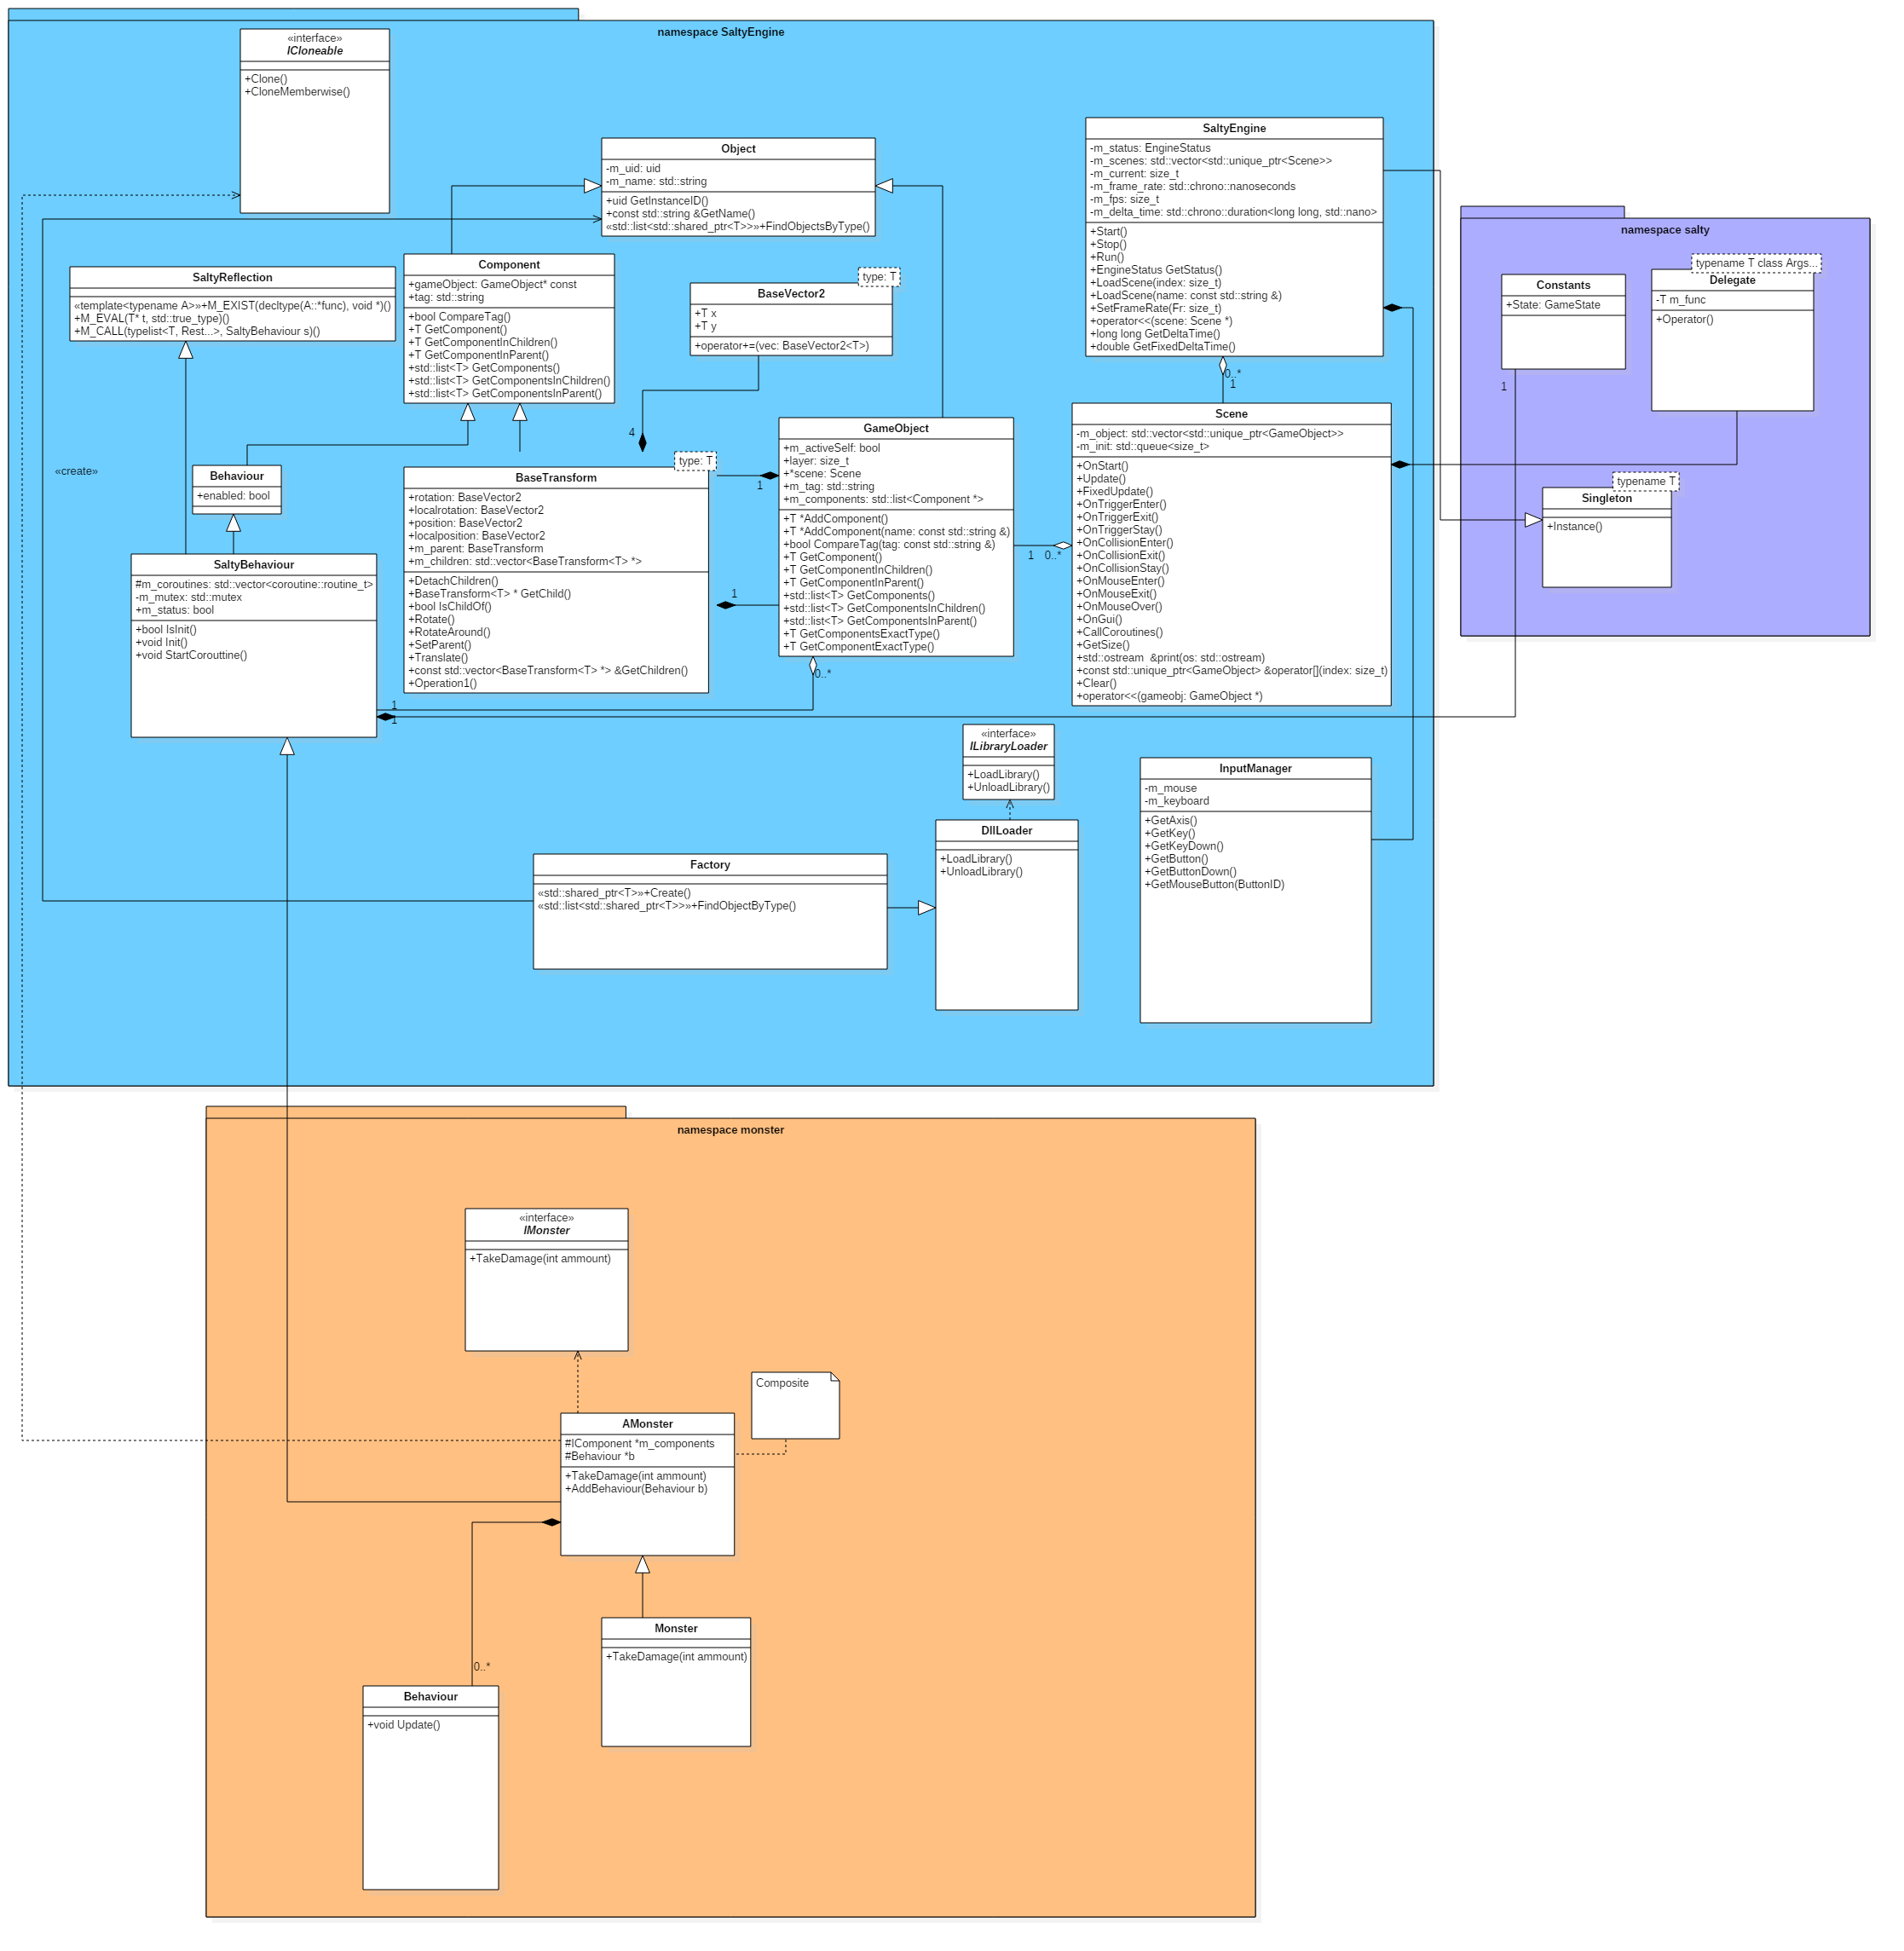 namespace SaltyEngine
«interface»
ICloneable
+Clone()
+CloneMemberwise()
Object
-m_uid: uid
-m_name: std::string
+uid GetInstanceID()
+const std::string &GetName()
«std::list<std::shared_ptr<T>>»+FindObjectsByType()
SaltyEngine
-m_status: EngineStatus
-m_scenes: std::vector<std::unique_ptr<Scene>>
-m_current: size_t
-m_frame_rate: std::chrono::nanoseconds
-m_fps: size_t
-m_delta_time: std::chrono::duration<long long, std::nano>
+Start()
+Stop()
+Run()
+EngineStatus GetStatus()
+LoadScene(index: size_t)
+LoadScene(name: const std::string &)
+SetFrameRate(Fr: size_t)
+operator<<(scene: Scene *)
+long long GetDeltaTime()
+double GetFixedDeltaTime()
0..*
1
namespace salty
Constants
+State: GameState
1
typename T class Args...
Delegate
-T m_func
+Operator()
typename T
Singleton
+Instance()
SaltyReflection
«template<typename A>»+M_EXIST(decltype(A::*func), void *)()
+M_EVAL(T* t, std::true_type)()
+M_CALL(typelist<T, Rest...>, SaltyBehaviour s)()
Component
+gameObject: GameObject* const
+tag: std::string
+bool CompareTag()
+T GetComponent()
+T GetComponentInChildren()
+T GetComponentInParent()
+std::list<T> GetComponents()
+std::list<T> GetComponentsInChildren()
+std::list<T> GetComponentsInParent()
type: T
BaseVector2
+T x
+T y
+operator+=(vec: BaseVector2<T>)
4
«create»
Behaviour
+enabled: bool
type: T
BaseTransform
+rotation: BaseVector2
+localrotation: BaseVector2
+position: BaseVector2
+localposition: BaseVector2
+m_parent: BaseTransform
+m_children: std::vector<BaseTransform<T> *>
+DetachChildren()
+BaseTransform<T> * GetChild()
+bool IsChildOf()
+Rotate()
+RotateAround()
+SetParent()
+Translate()
+const std::vector<BaseTransform<T> *> &GetChildren()
+Operation1()
1
1
GameObject
+m_activeSelf: bool
+layer: size_t
+*scene: Scene
+m_tag: std::string
+m_components: std::list<Component *>
+T *AddComponent()
+T *AddComponent(name: const std::string &)
+bool CompareTag(tag: const std::string &)
+T GetComponent()
+T GetComponentInChildren()
+T GetComponentInParent()
+std::list<T> GetComponents()
+std::list<T> GetComponentsInChildren()
+std::list<T> GetComponentsInParent()
+T GetComponentsExactType()
+T GetComponentExactType()
0..*
1 0..*
Scene
-m_object: std::vector<std::unique_ptr<GameObject>>
-m_init: std::queue<size_t>
+OnStart()
+Update()
+FixedUpdate()
+OnTriggerEnter()
+OnTriggerExit()
+OnTriggerStay()
+OnCollisionEnter()
+OnCollisionExit()
+OnCollisionStay()
+OnMouseEnter()
+OnMouseExit()
+OnMouseOver()
+OnGui()
+CallCoroutines()
+GetSize()
+std::ostream  &print(os: std::ostream)
+const std::unique_ptr<GameObject> &operator[](index: size_t)
+Clear()
+operator<<(gameobj: GameObject *)
SaltyBehaviour
#m_coroutines: std::vector<coroutine::routine_t>
-m_mutex: std::mutex
+m_status: bool
+bool IsInit()
+void Init()
+void StartCorouttine()
1
1
«interface»
ILibraryLoader
+LoadLibrary()
+UnloadLibrary()
InputManager
-m_mouse
-m_keyboard
+GetAxis()
+GetKey()
+GetKeyDown()
+GetButton()
+GetButtonDown()
+GetMouseButton(ButtonID)
DllLoader
+LoadLibrary()
+UnloadLibrary()
Factory
«std::shared_ptr<T>»+Create()
«std::list<std::shared_ptr<T>>»+FindObjectByType()
namespace monster
«interface»
IMonster
+TakeDamage(int ammount)
Composite
AMonster
#IComponent *m_components
#Behaviour *b
+TakeDamage(int ammount)
+AddBehaviour(Behaviour b)
Monster
+TakeDamage(int ammount)
0..*
Behaviour
+void Update()